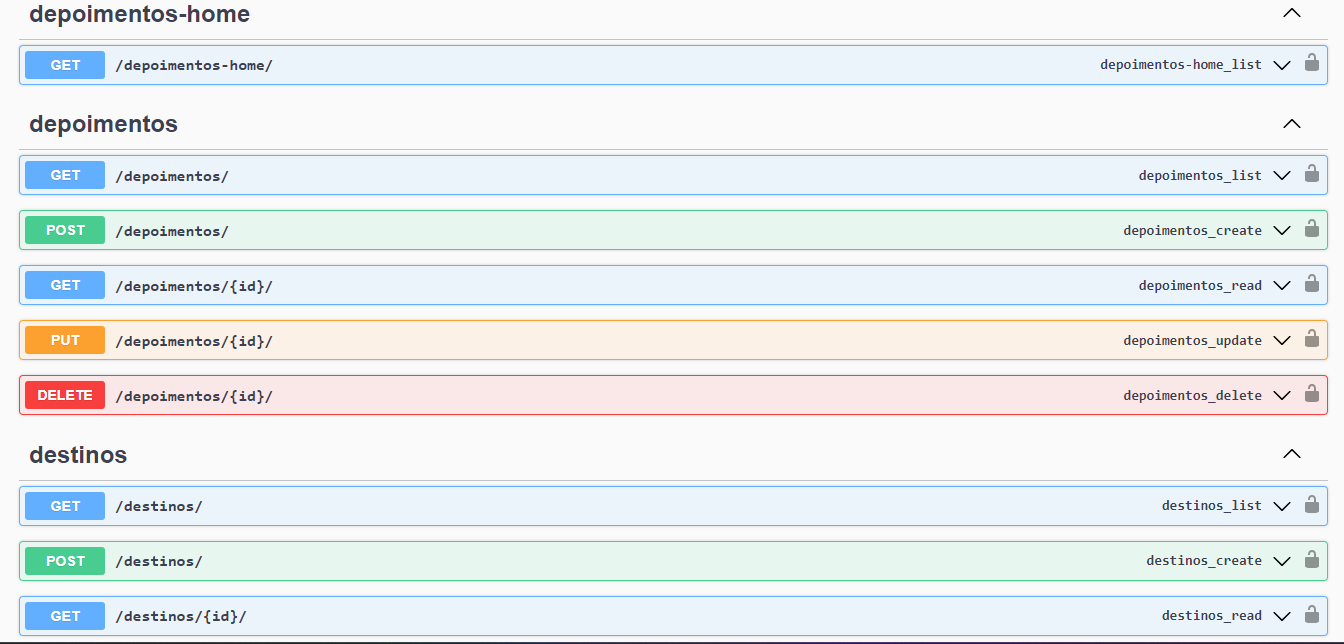 depoimentos-home
GET /depoimentos-home/ depoimentos-home_list
depoimentos
GET /depoimentos/ depoimentos_list
POST /depoimentos/ depoimentos_create
GET /depoimentos/{id}/ depoimentos_read
PUT /depoimentos/{id}/ depoimentos_update
DELETE /depoimentos/{id}/ depoimentos_delete
destinos
GET /destinos/ destinos_list
POST /destinos/ destinos_create
GET /destinos/{id}/ destinos_read